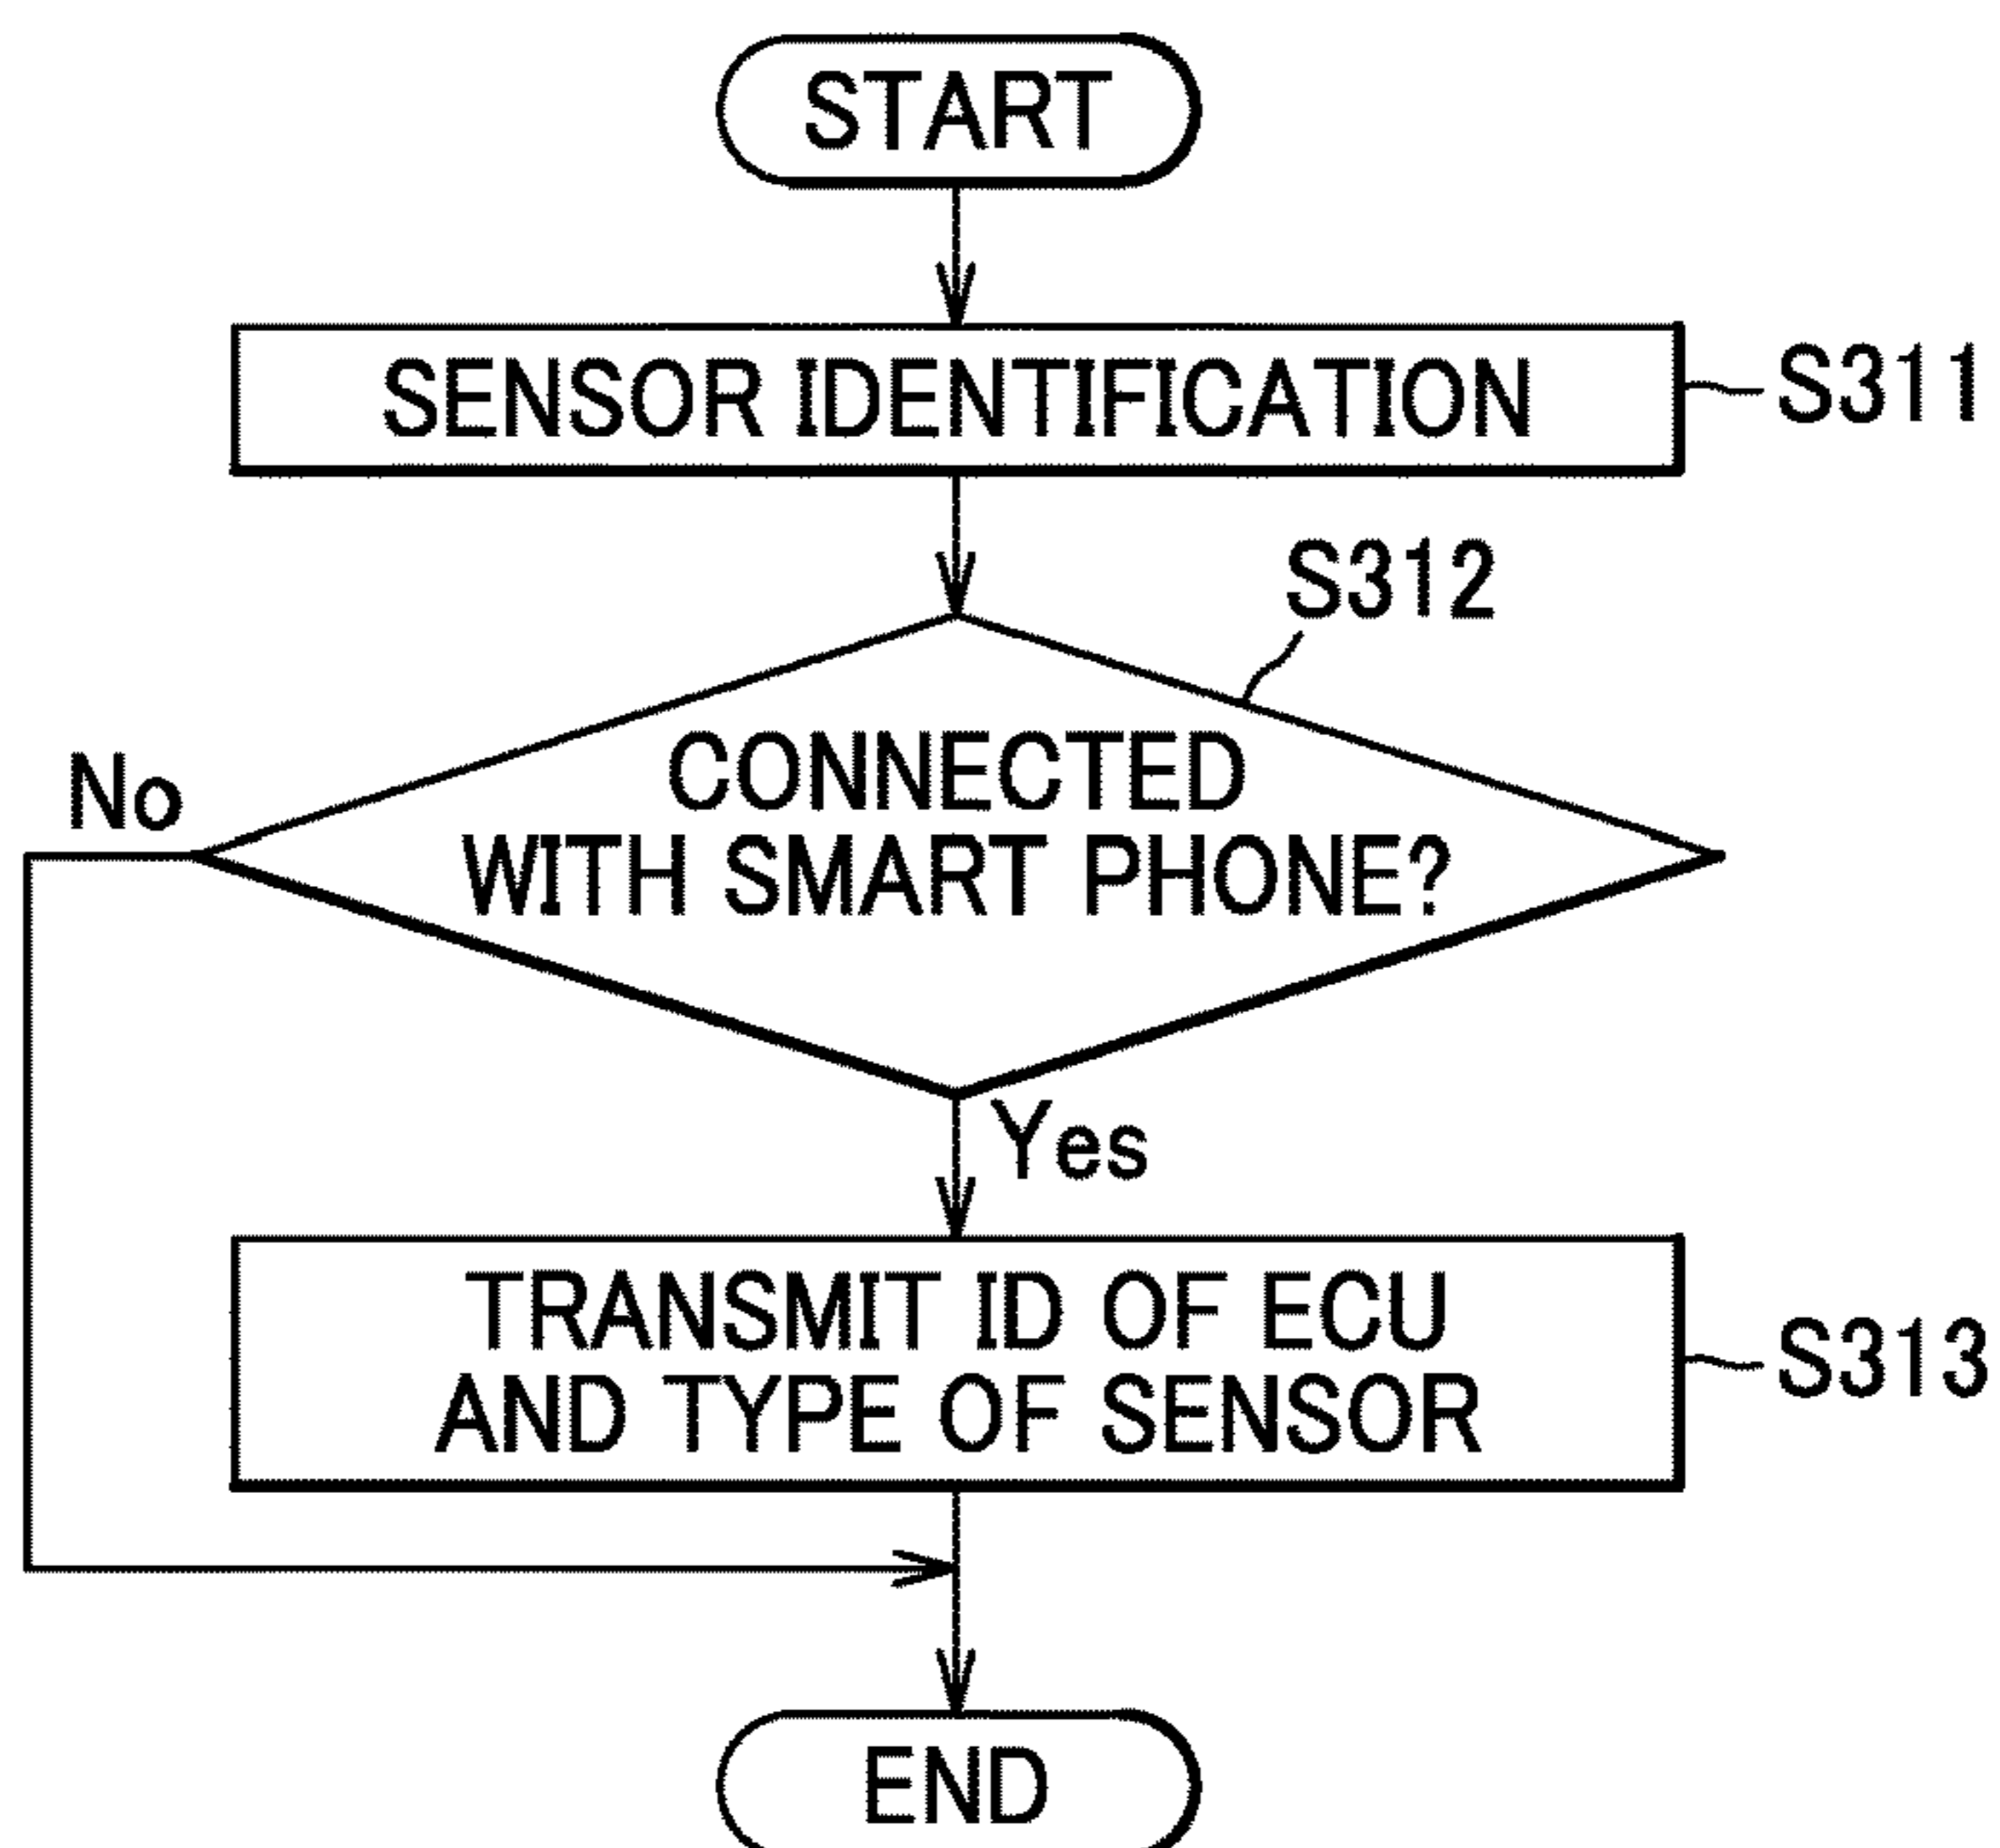 START
SENSOR IDENTIFICATION
S311
S312
CONNECTED
WITH SMART PHONE?
No
Yes
TRANSMIT ID OF ECU
AND TYPE OF SENSOR
S313
END